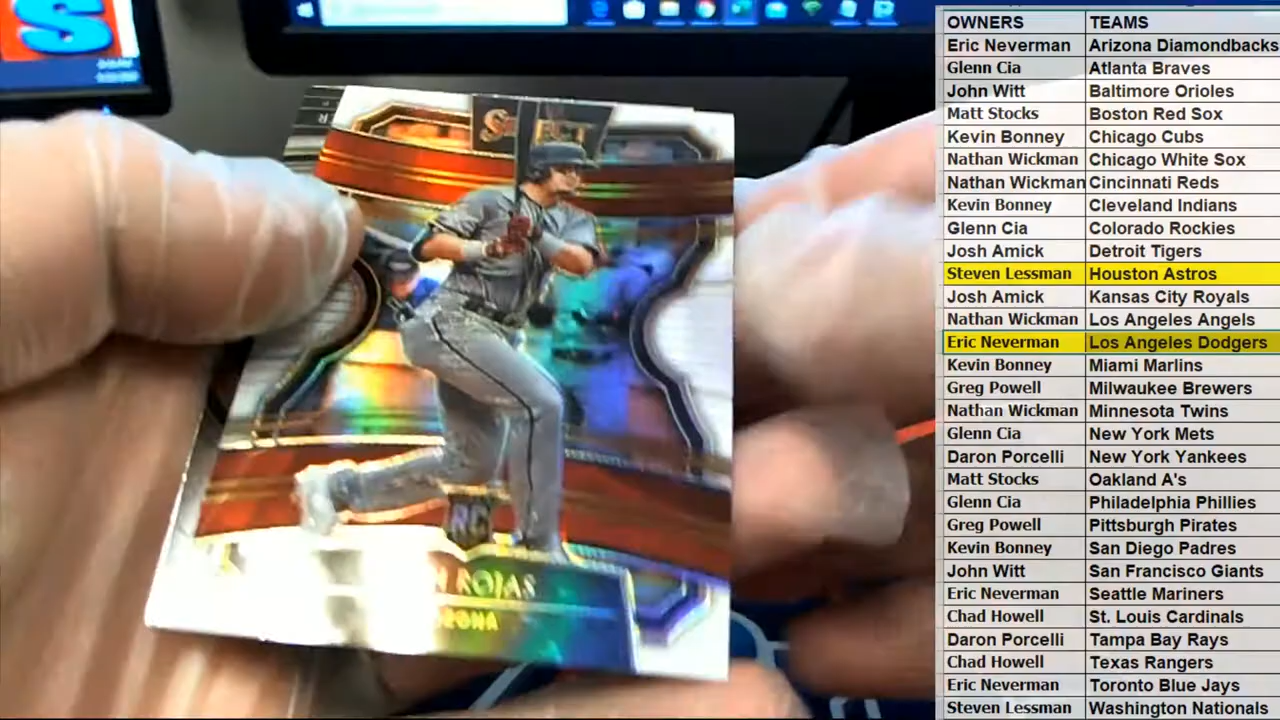 S
SELECT
RC
ROJAS
OWNERS TEAMS
Eric Neverman Arizona Diamondbacks
Glenn Cia Atlanta Braves
John Witt Baltimore Orioles
Matt Stocks Boston Red Sox
Kevin Bonney Chicago Cubs
Nathan Wickman Chicago White Sox
Nathan Wickman Cincinnati Reds
Kevin Bonney Cleveland Indians
Glenn Cia Colorado Rockies
Josh Amick Detroit Tigers
Steven Lessman Houston Astros
Josh Amick Kansas City Royals
Nathan Wickman Los Angeles Angels
Eric Neverman Los Angeles Dodgers
Kevin Bonney Miami Marlins
Greg Powell Milwaukee Brewers
Nathan Wickman Minnesota Twins
Glenn Cia New York Mets
Daron Porcelli New York Yankees
Matt Stocks Oakland A's
Glenn Cia Philadelphia Phillies
Greg Powell Pittsburgh Pirates
Kevin Bonney San Diego Padres
John Witt San Francisco Giants
Eric Neverman Seattle Mariners
Chad Howell St. Louis Cardinals
Daron Porcelli Tampa Bay Rays
Chad Howell Texas Rangers
Eric Neverman Toronto Blue Jays
Steven Lessman Washington Nationals